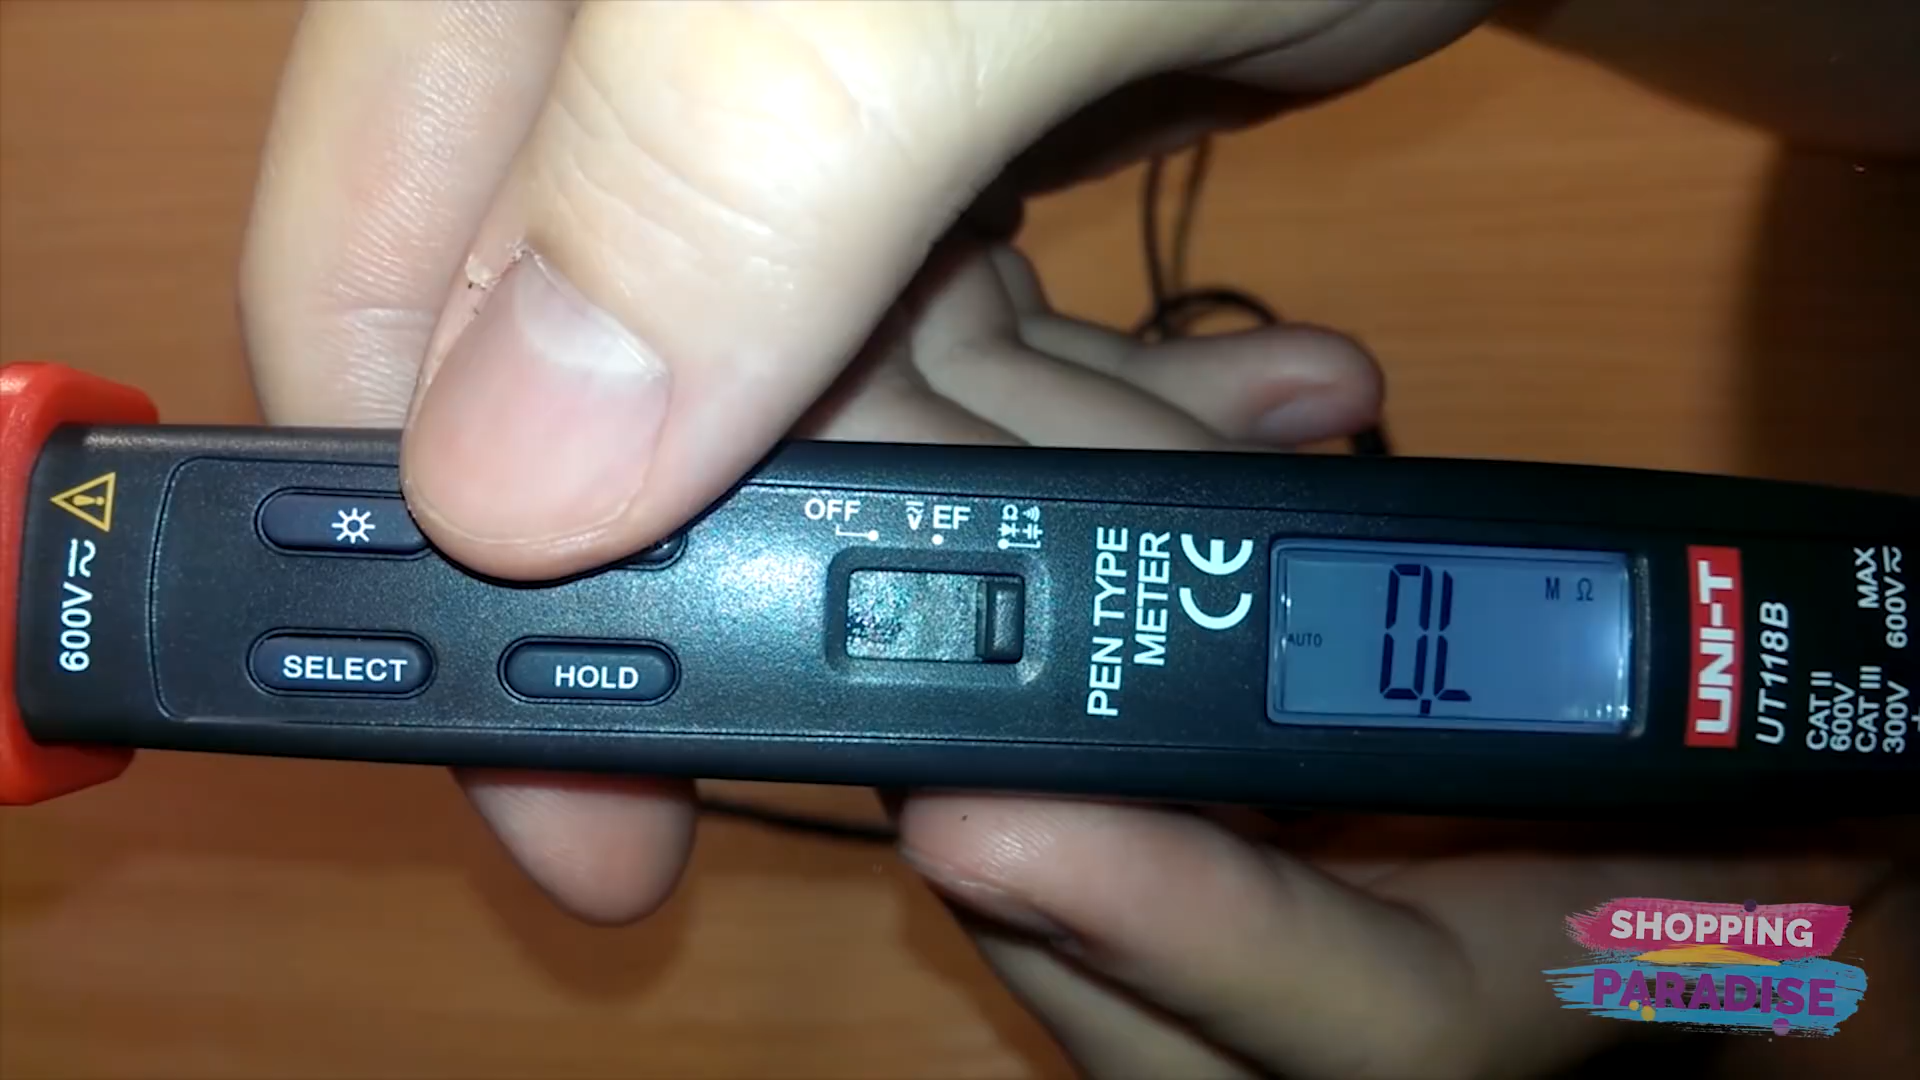 600V
SELECT
HOLD
OFF
V EF
Ω
PEN TYPE
METER
CE
AUTO
0.L
M Ω
UNI-T
UT118B
CAT II
600V
CAT III
300V
MAX
600V
SHOPPING
PARADISE